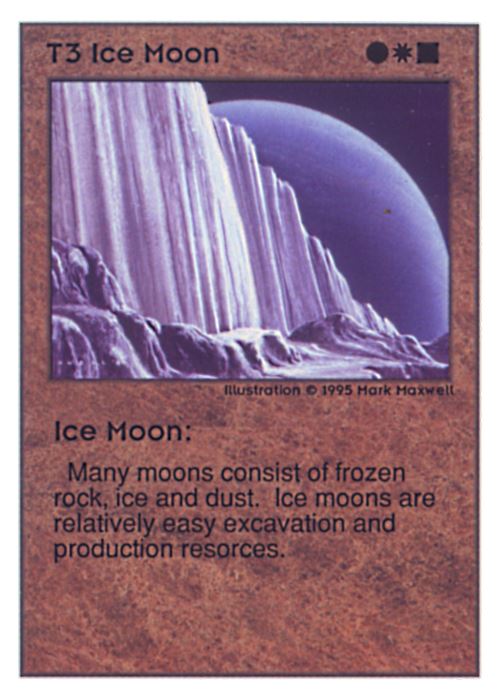 T3 Ice Moon
Illustration © 1995 Mark Maxwell
Ice Moon:
Many moons consist of frozen
rock, ice and dust. Ice moons are
relatively easy excavation and
production resorces.